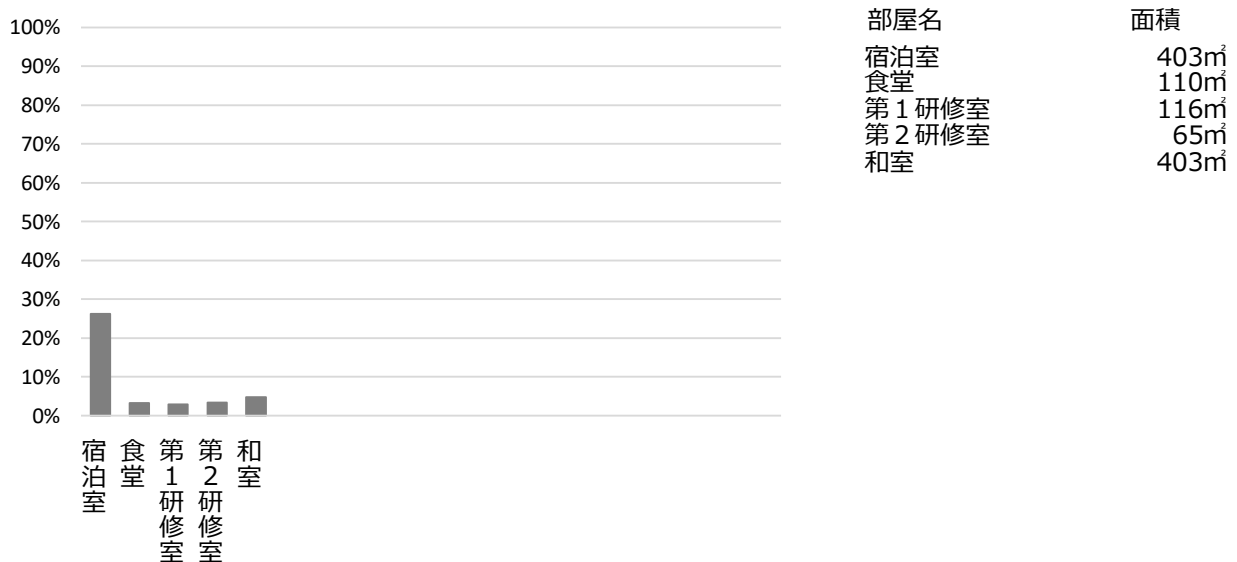 100%
90%
80%
70%
60%
50%
40%
30%
20%
10%
0%
宿泊室
食堂
第1研修室
第2研修室
和室
部屋名 面積
宿泊室 403㎡
食堂 110㎡
第1研修室 116㎡
第2研修室 65㎡
和室 403㎡